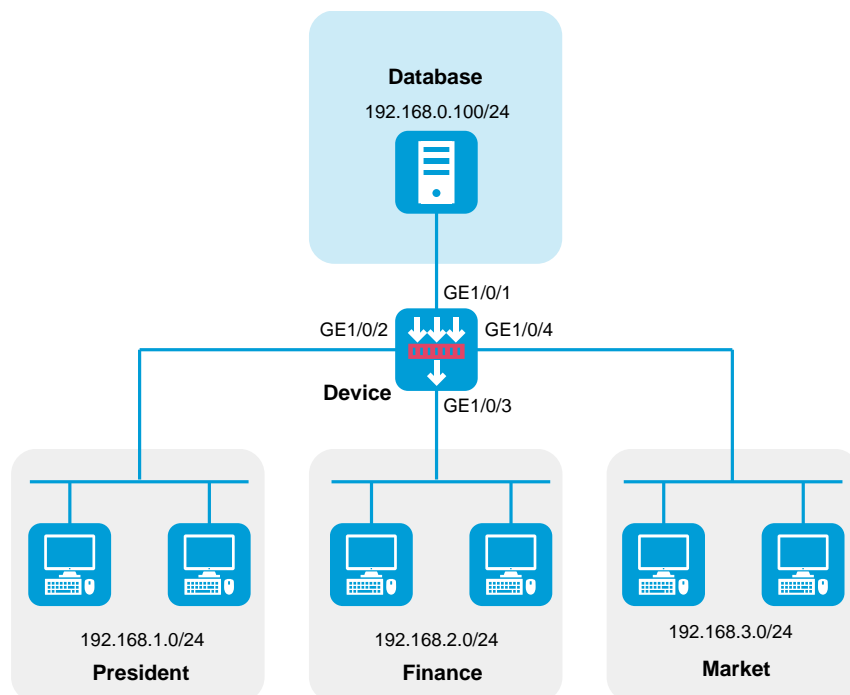 Database
192.168.0.100/24
GE1/0/1
GE1/0/2
GE1/0/4
Device
GE1/0/3
192.168.1.0/24
President
192.168.2.0/24
Finance
192.168.3.0/24
Market